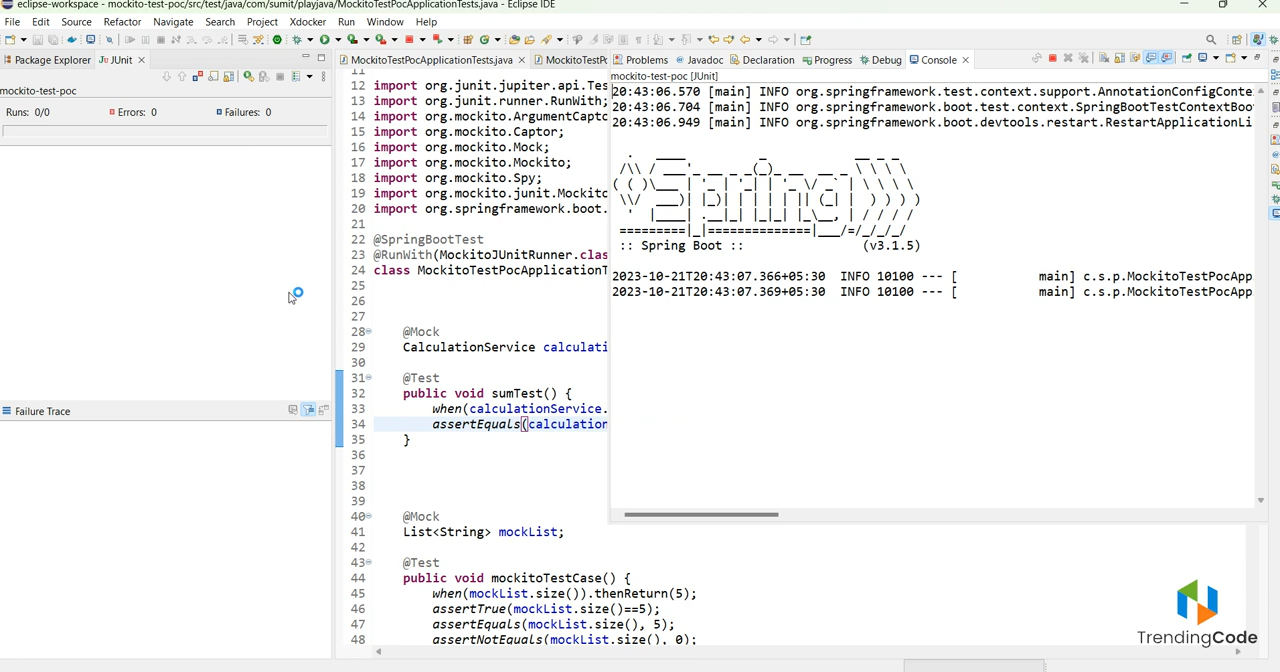 eclipse-workspace - mockito-test-poc/src/test/java/com/sumit/playjava/MockitoTestPocApplicationTests.java - Eclipse IDE
File Edit Source Refactor Navigate Search Project Xdocker Run Window Help
Package Explorer JUnit
MockitoTestPocApplicationTests.java MockitoTestPo
Problems Javadoc Declaration Progress Debug Console
mockito-test-poc
Runs: 0/0 Errors: 0 Failures: 0
Failure Trace
11
12 import org.junit.jupiter.api.Tes
13 import org.junit.runner.RunWith;
14 import org.mockito.ArgumentCapto
15 import org.mockito.Captor;
16 import org.mockito.Mock;
17 import org.mockito.Mockito;
18 import org.mockito.Spy;
19 import org.mockito.junit.Mockito
20 import org.springframework.boot.
21
22 @SpringBootTest
23 @RunWith(MockitoJUnitRunner.clas
24 class MockitoTestPocApplicationT
25
26
27
28 @Mock
29 CalculationService calculati
30
31 @Test
32 public void sumTest() {
33 when(calculationService.
34 assertEquals(calculation
35 }
36
37
38
39
40 @Mock
41 List<String> mockList;
42
43 @Test
44 public void mockitoTestCase() {
45 when(mockList.size()).thenReturn(5);
46 assertTrue(mockList.size()==5);
47 assertEquals(mockList.size(), 5);
48 assertNotEquals(mockList.size(), 0);
mockito-test-poc [JUnit]
20:43:06.570 [main] INFO org.springframework.test.context.support.AnnotationConfigConte
20:43:06.704 [main] INFO org.springframework.boot.test.context.SpringBootTestContextBoo
20:43:06.949 [main] INFO org.springframework.boot.devtools.restart.RestartApplicationLi
Spring
:: Spring Boot :: (v3.1.5)
2023-10-21T20:43:07.366+05:30 INFO 10100 --- [ main] c.s.p.MockitoTestPocApp
2023-10-21T20:43:07.369+05:30 INFO 10100 --- [ main] c.s.p.MockitoTestPocApp
TrendingCode